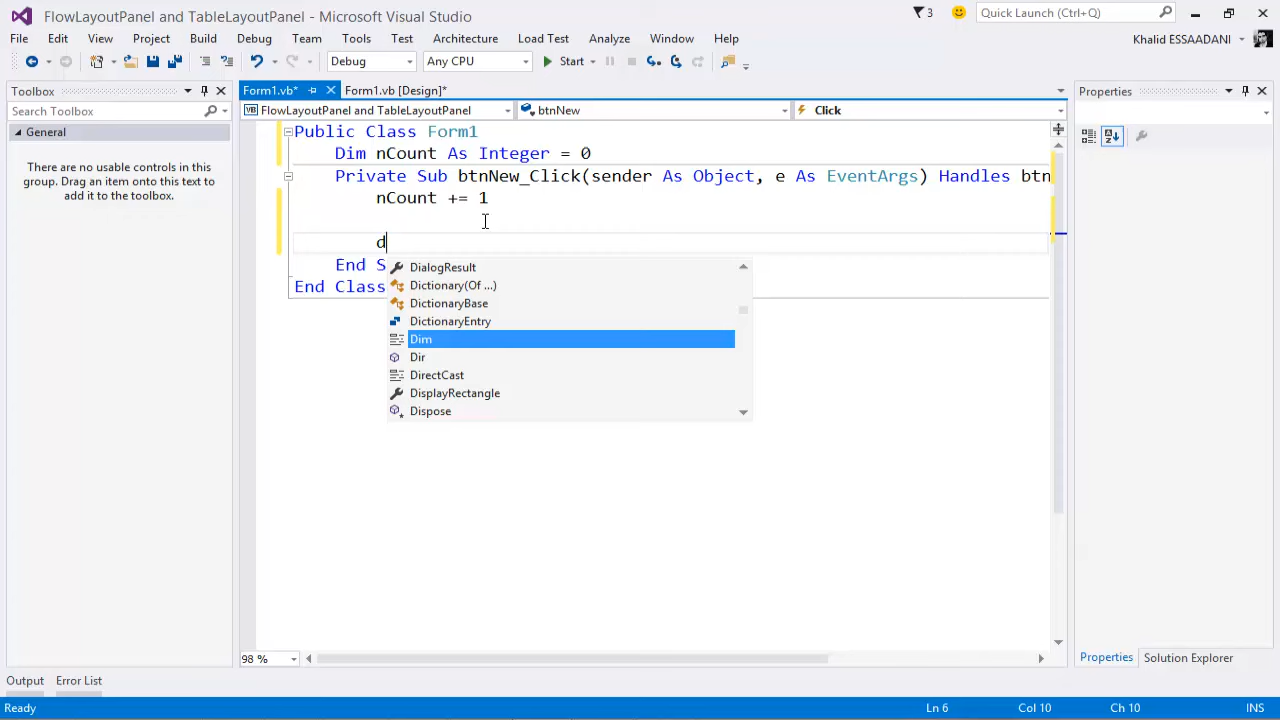 FlowLayoutPanel and TableLayoutPanel - Microsoft Visual Studio
3
Quick Launch (Ctrl+Q)
File Edit View Project Build Debug Team Tools Test Architecture Load Test Analyze Window Help
Khalid ESSAADANI
Debug
Any CPU
Start
Toolbox
Form1.vb*
Form1.vb [Design]*
Properties
Search Toolbox
FlowLayoutPanel and TableLayoutPanel
btnNew
Click
General
There are no usable controls in this
group. Drag an item onto this text to
add it to the toolbox.
Public Class Form1
Dim nCount As Integer = 0
Private Sub btnNew_Click(sender As Object, e As EventArgs) Handles btn
nCount += 1
d
End S
End Class
DialogResult
Dictionary(Of ...)
DictionaryBase
DictionaryEntry
Dim
Dir
DirectCast
DisplayRectangle
Dispose
98 %
Properties
Solution Explorer
Output
Error List
Ready
Ln 6
Col 10
Ch 10
INS